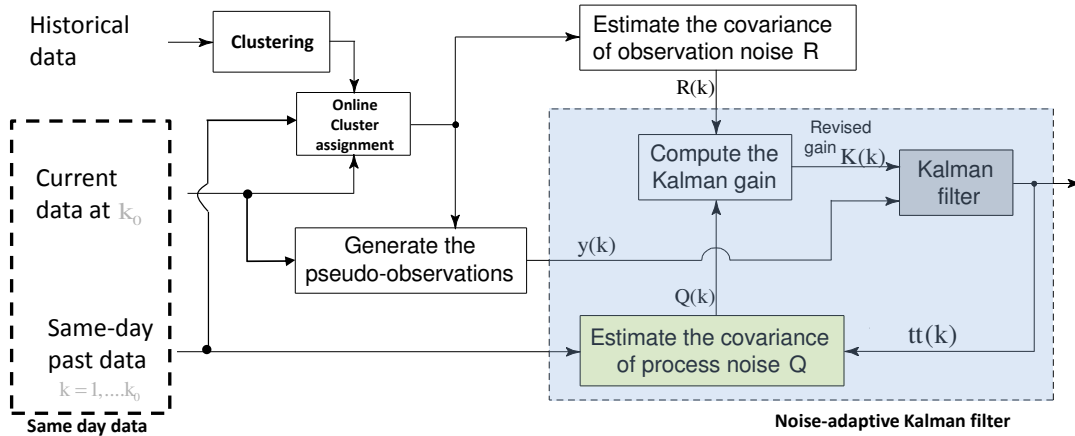 Historical
data
Clustering
Estimate the covariance
of observation noise R
R(k)
Online
Cluster
assignment
Current
data at k₀
Compute the
Kalman gain
Revised
gain K(k)
Kalman
filter
Generate the
pseudo-observations
y(k)
Q(k)
Same-day
past data
k = 1,....k₀
Estimate the covariance
of process noise Q
tt(k)
Same day data
Noise-adaptive Kalman filter